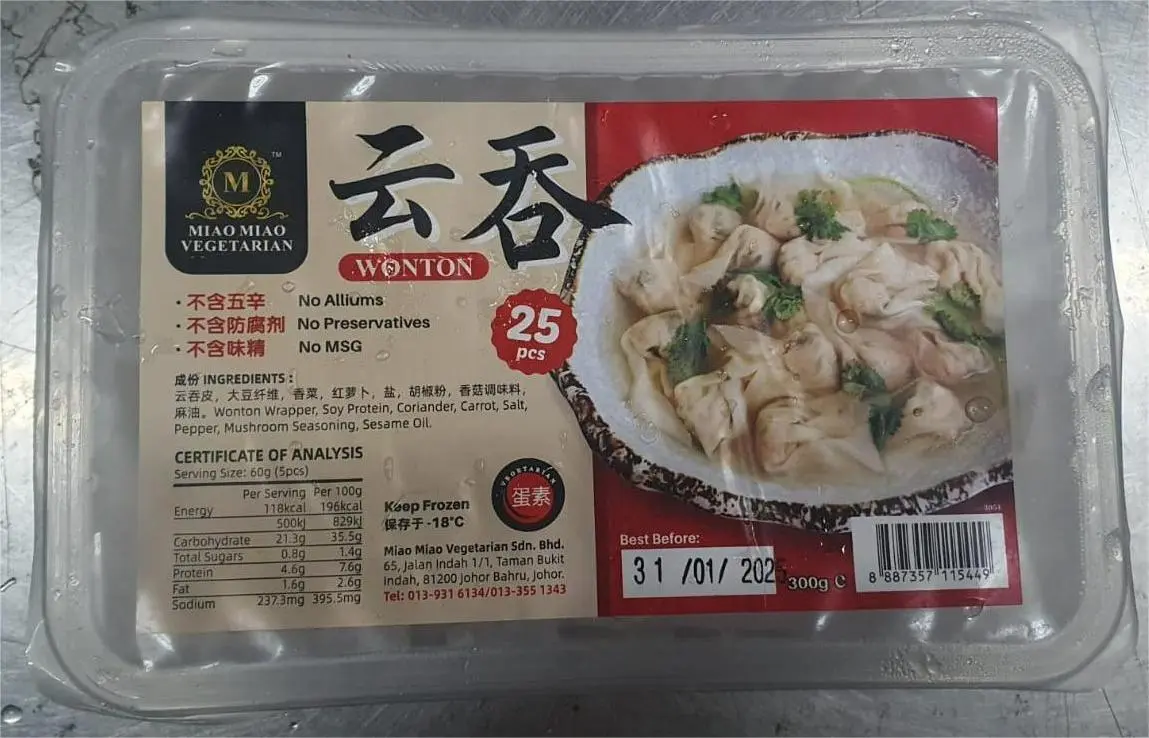 M
TM
MIAO MIAO
VEGETARIAN
云吞
WONTON
· 不含五辛 No Alliums
· 不含防腐剂 No Preservatives
· 不含味精 No MSG
25
pcs
成份 INGREDIENTS :
云吞皮，大豆纤维，香菜，红萝卜，盐，胡椒粉，香菇调味料，
麻油。Wonton Wrapper, Soy Protein, Coriander, Carrot, Salt,
Pepper, Mushroom Seasoning, Sesame Oil.
CERTIFICATE OF ANALYSIS
Serving Size: 60g (5pcs)
Per Serving Per 100g
Energy 118kcal 196kcal
500kj 829kj
Carbohydrate 21.3g 35.5g
Total Sugars 0.8g 1.4g
Protein 4.6g 7.6g
Fat 1.6g 2.6g
Sodium 237.3mg 395.5mg
VEGETARIAN
蛋素
Keep Frozen
保存于 -18°C
Miao Miao Vegetarian Sdn. Bhd.
65, Jalan Indah 1/1, Taman Bukit
Indah, 81200 Johor Bahru, Johor.
Tel: 013-931 6134/013-355 1343
Best Before:
31 /01/ 202
300g e
8 887357 115449